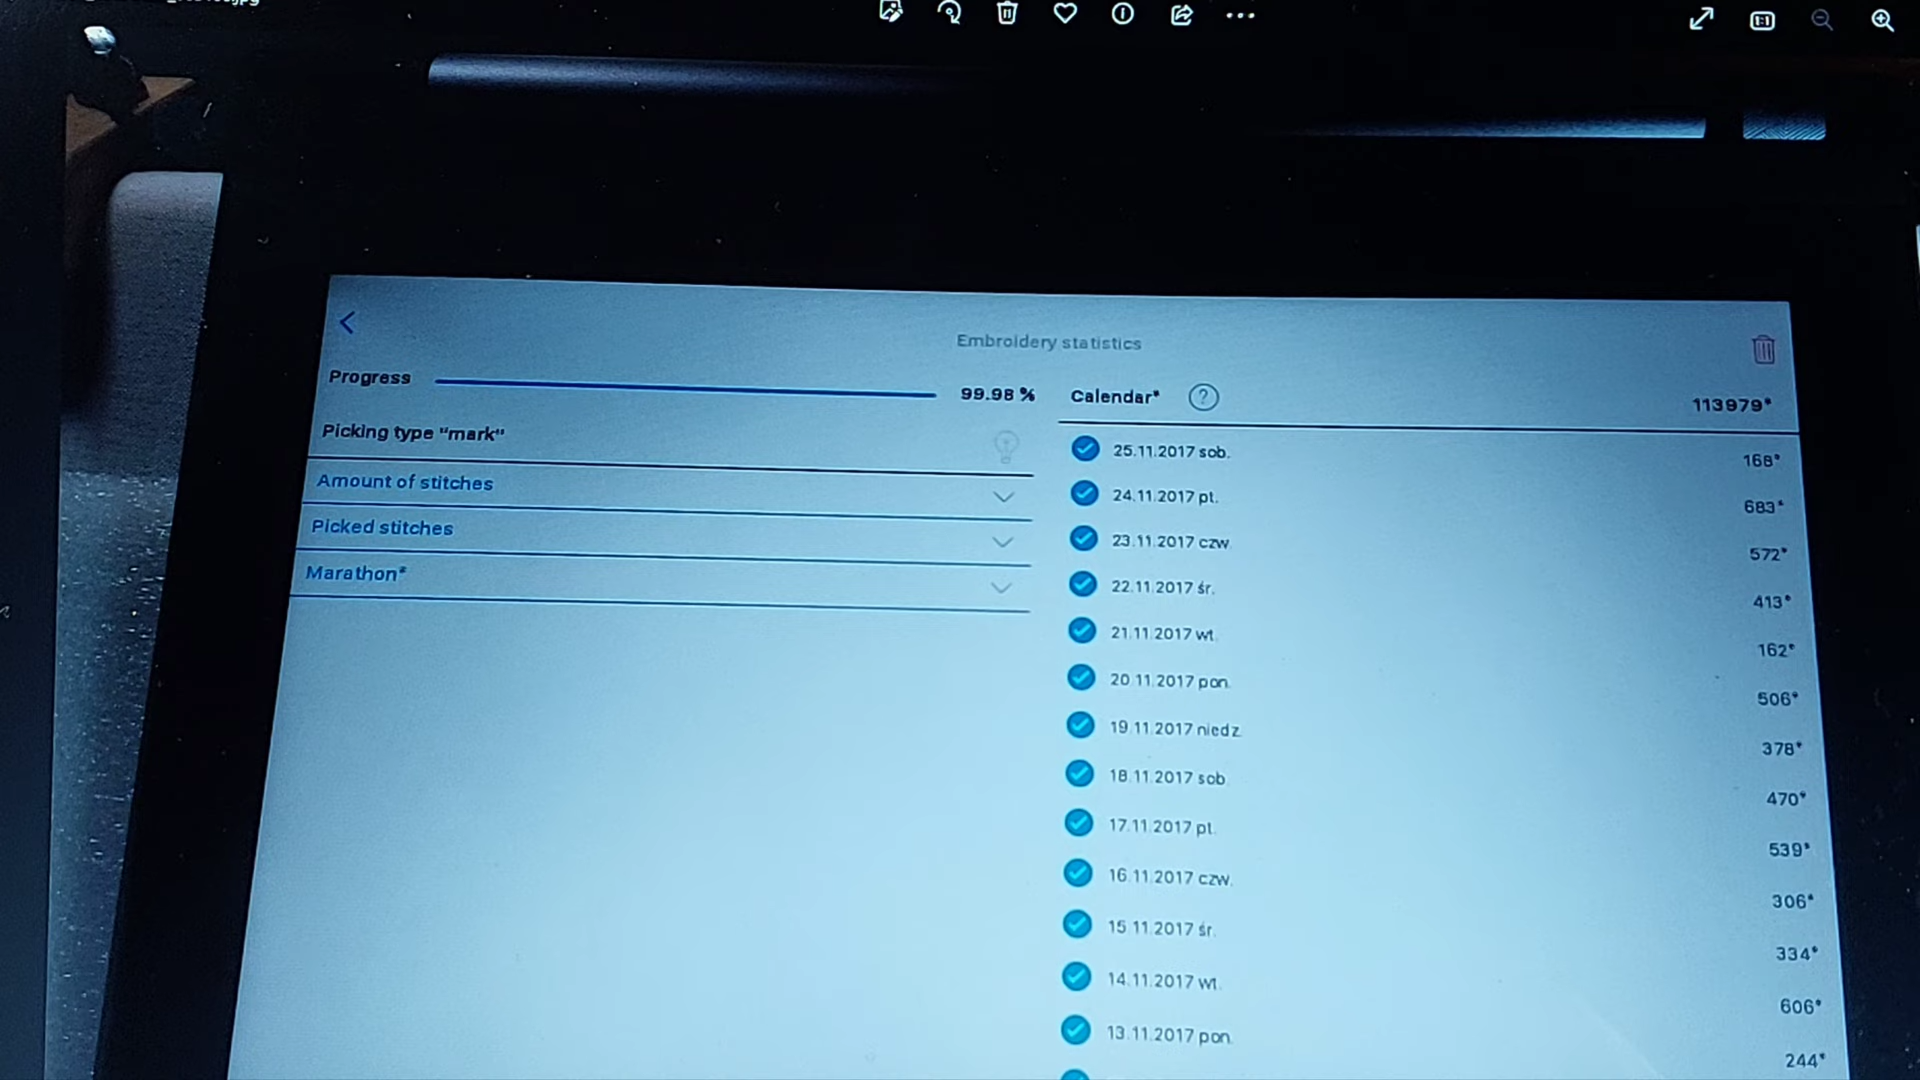 Embroidery statistics
Progress 99.98 %
Picking type "mark"
Amount of stitches
Picked stitches
Marathon*
Calendar* ? 113979*
25.11.2017 sob. 168*
24.11.2017 pt. 683*
23.11.2017 czw. 572*
22.11.2017 śr. 413*
21.11.2017 wt. 162*
20.11.2017 pon. 506*
19.11.2017 niedz. 378*
18.11.2017 sob. 470*
17.11.2017 pt. 539*
16.11.2017 czw. 306*
15.11.2017 śr. 334*
14.11.2017 wt. 606*
13.11.2017 pon. 244*